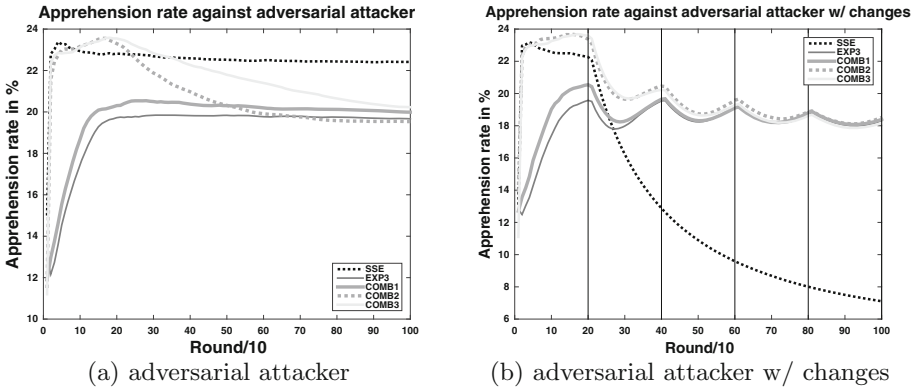 Apprehension rate against adversarial attacker
Apprehension rate in %
24
22
20
18
16
14
12
10
0 10 20 30 40 50 60 70 80 90 100
Round/10
SSE
EXP3
COMB1
COMB2
COMB3
(a) adversarial attacker
Apprehension rate against adversarial attacker w/ changes
Apprehension rate in %
24
22
20
18
16
14
12
10
8
6
0 10 20 30 40 50 60 70 80 90 100
Round/10
SSE
EXP3
COMB1
COMB2
COMB3
(b) adversarial attacker w/ changes